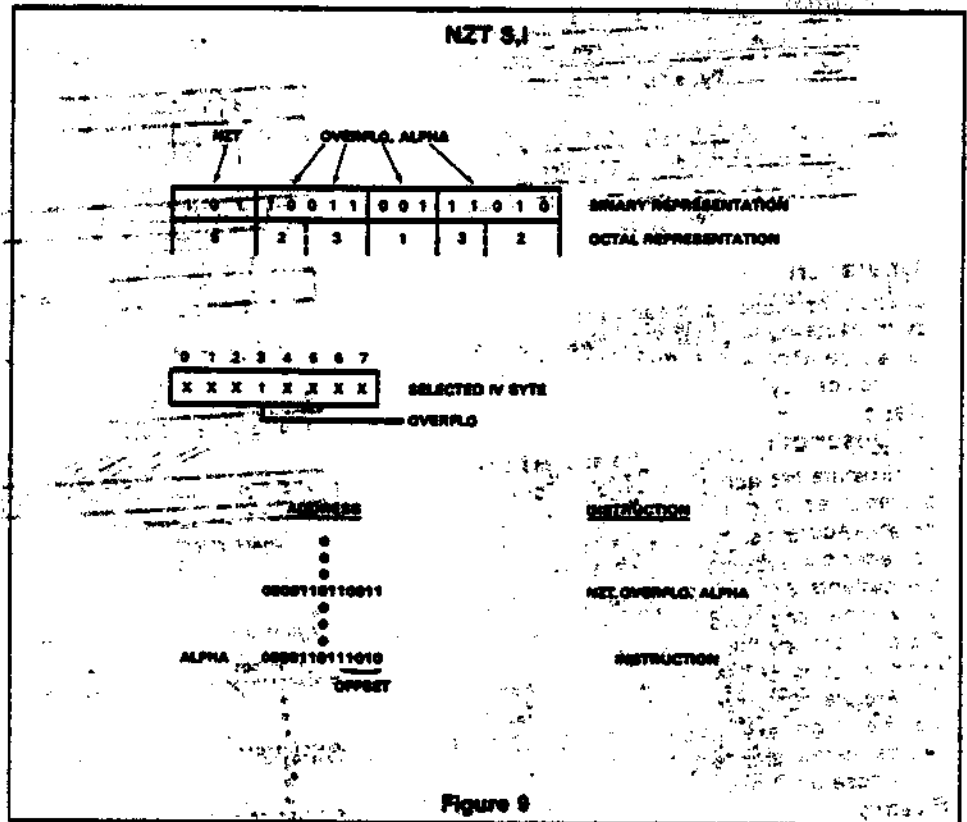 NZT S,I
NZT OVERFLO, ALPHA
1 0 1 1 0 0 1 1 0 0 1 1 1 0 1 0 BINARY REPRESENTATION
5 2 3 1 3 2 OCTAL REPRESENTATION
0 1 2 3 4 5 6 7
X X X 1 X X X X SELECTED IV BYTE
OVERFLO
ADDRESS INSTRUCTION
0000110110011 NZT OVERFLO, ALPHA
ALPHA 0000110111010 INSTRUCTION
OFFSET
Figure 9